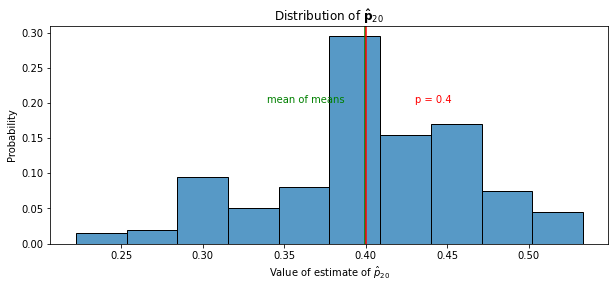 Distribution of p̂₂₀
Probability
0.30
0.25
0.20
0.15
0.10
0.05
0.00
mean of means
p = 0.4
0.25 0.30 0.35 0.40 0.45 0.50
Value of estimate of p̂₂₀